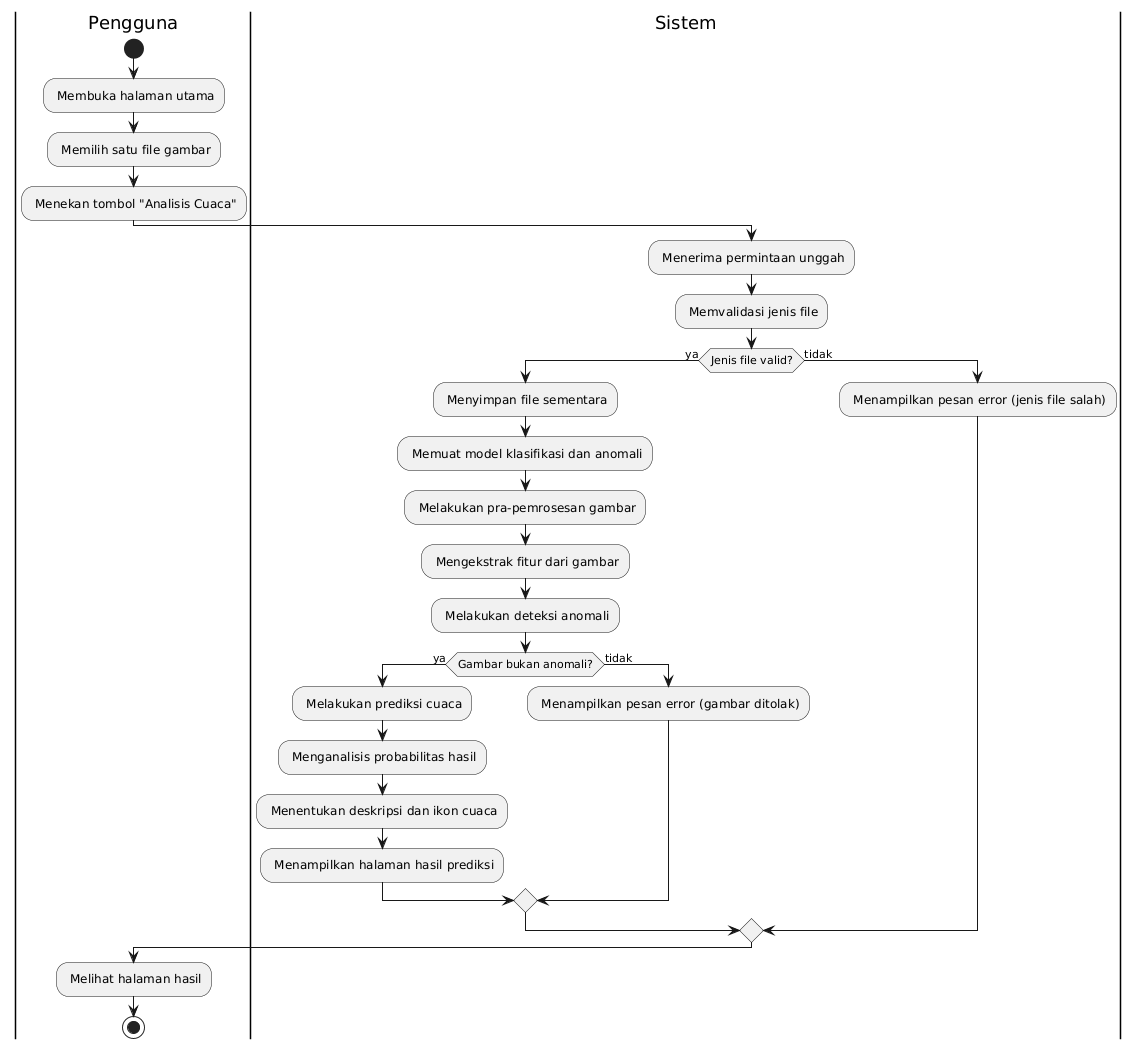 Pengguna
Sistem
Membuka halaman utama
Memilih satu file gambar
Menekan tombol "Analisis Cuaca"
Menerima permintaan unggah
Memvalidasi jenis file
ya
Jenis file valid?
tidak
Menyimpan file sementara
Menampilkan pesan error (jenis file salah)
Memuat model klasifikasi dan anomali
Melakukan pra-pemrosesan gambar
Mengekstrak fitur dari gambar
Melakukan deteksi anomali
ya
Gambar bukan anomali?
tidak
Melakukan prediksi cuaca
Menampilkan pesan error (gambar ditolak)
Menganalisis probabilitas hasil
Menentukan deskripsi dan ikon cuaca
Menampilkan halaman hasil prediksi
Melihat halaman hasil